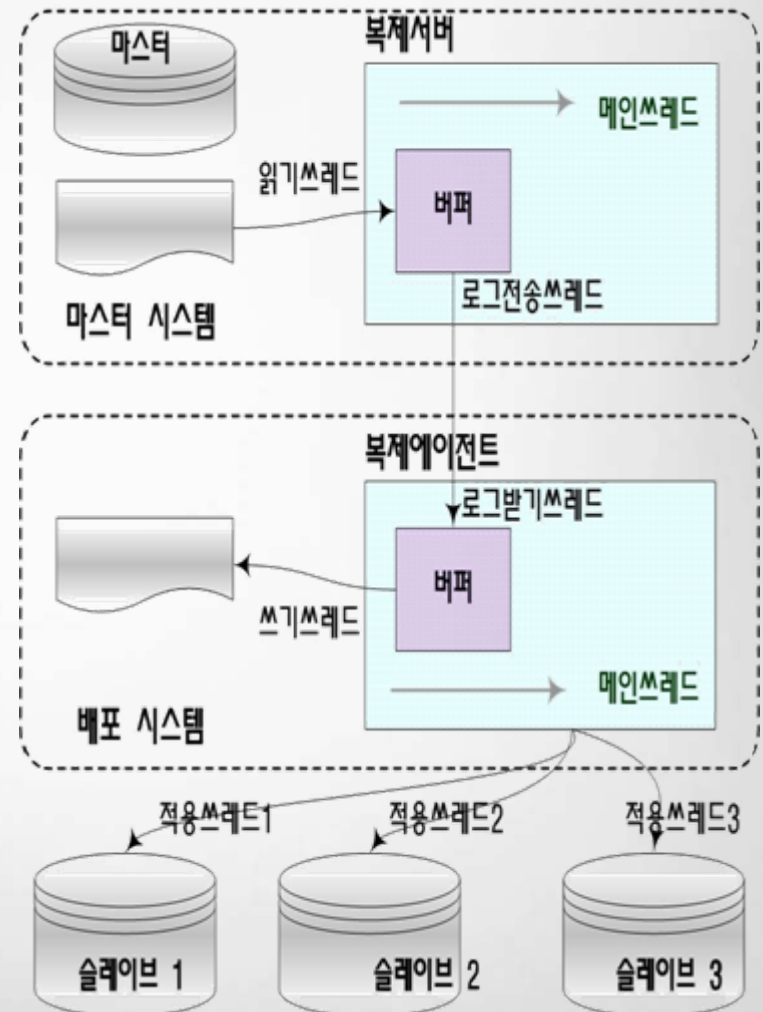 마스터
복제서버
메인쓰레드
읽기쓰레드
버퍼
로그전송쓰레드
마스터 시스템
복제에이전트
로그받기쓰레드
버퍼
쓰기쓰레드
메인쓰레드
배포 시스템
적용쓰레드1
적용쓰레드2
적용쓰레드3
슬레이브 1
슬레이브 2
슬레이브 3